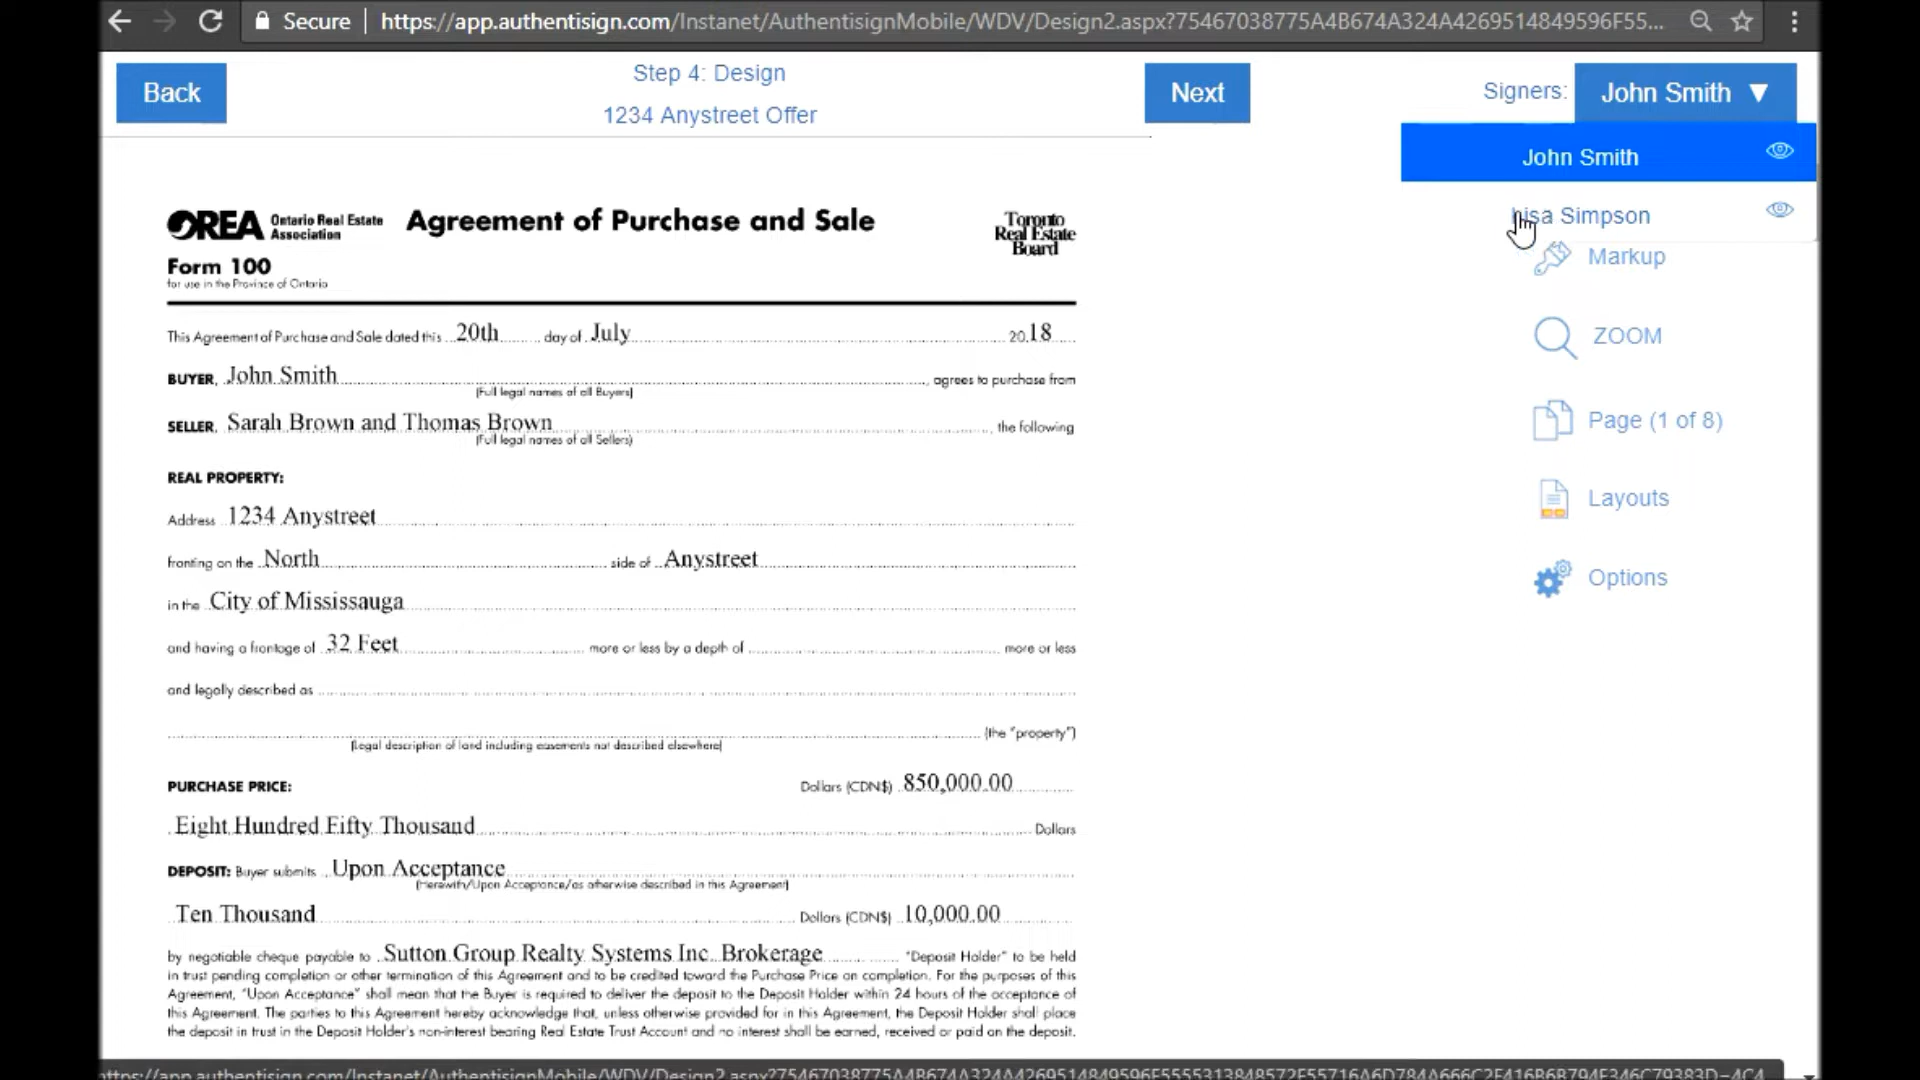 Secure | https://app.authentisign.com/Instanet/AuthentisignMobile/WDV/Design2.aspx?75467038775A4B674A324A4269514849596F55...
Back
Step 4: Design
1234 Anystreet Offer
Next
Signers:
John Smith ▼
John Smith
Lisa Simpson
Markup
ZOOM
Page (1 of 8)
Layouts
Options
OREA Ontario Real Estate Association
Agreement of Purchase and Sale
Toronto Real Estate Board
Form 100
for use in the Province of Ontario
This Agreement of Purchase and Sale dated this 20th day of July 2018
BUYER, John Smith, agrees to purchase from
(Full legal names of all Buyers)
SELLER, Sarah Brown and Thomas Brown, the following
(Full legal names of all Sellers)
REAL PROPERTY:
Address 1234 Anystreet
fronting on the North side of Anystreet
in the City of Mississauga
and having a frontage of 32 Feet more or less by a depth of more or less
and legally described as
(the "property")
(Legal description of land including easements not described elsewhere)
PURCHASE PRICE: Dollars (CDN$) 850,000.00
Eight Hundred Fifty Thousand Dollars
DEPOSIT: Buyer submits Upon Acceptance
(Herewith/Upon Acceptance/as otherwise described in this Agreement)
Ten Thousand Dollars (CDN$) 10,000.00
by negotiable cheque payable to Sutton Group Realty Systems Inc. Brokerage "Deposit Holder" to be held
in trust pending completion or other termination of this Agreement and to be credited toward the Purchase Price on completion. For the purposes of this
Agreement, "Upon Acceptance" shall mean that the Buyer is required to deliver the deposit to the Deposit Holder within 24 hours of the acceptance of
this Agreement. The parties to this Agreement hereby acknowledge that, unless otherwise provided for in this Agreement, the Deposit Holder shall place
the deposit in trust in the Deposit Holder's non-interest bearing Real Estate Trust Account and no interest shall be earned, received or paid on the deposit.